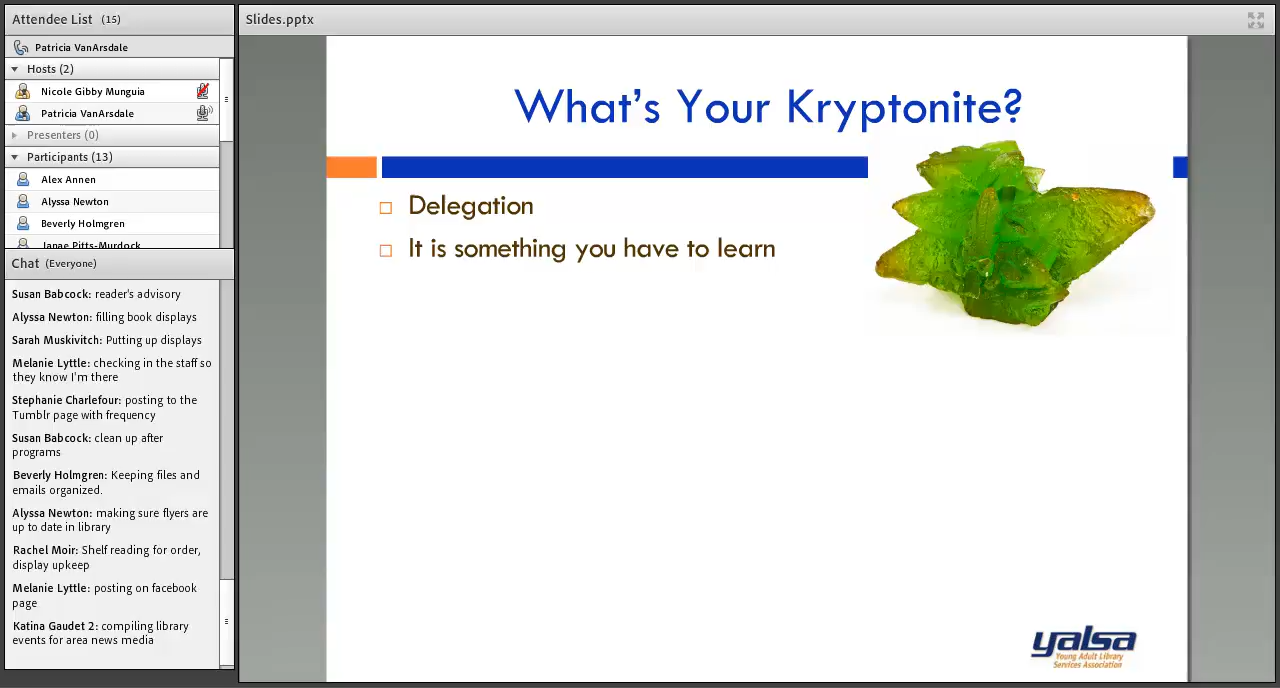 Attendee List (15)
Patricia VanArsdale
Hosts (2)
Nicole Gibby Munguia
Patricia VanArsdale
Presenters (0)
Participants (13)
Alex Annen
Alyssa Newton
Beverly Holmgren
Janae Pitts-Murdock
Chat (Everyone)
Susan Babcock: reader's advisory
Alyssa Newton: filling book displays
Sarah Muskivitch: Putting up displays
Melanie Lyttle: checking in the staff so
they know I'm there
Stephanie Charlefour: posting to the
Tumblr page with frequency
Susan Babcock: clean up after
programs
Beverly Holmgren: Keeping files and
emails organized.
Alyssa Newton: making sure flyers are
up to date in library
Rachel Moir: Shelf reading for order,
display upkeep
Melanie Lyttle: posting on facebook
page
Katina Gaudet 2: compiling library
events for area news media
Slides.pptx
What's Your Kryptonite?
Delegation
It is something you have to learn
yalsa
Young Adult Library
Services Association